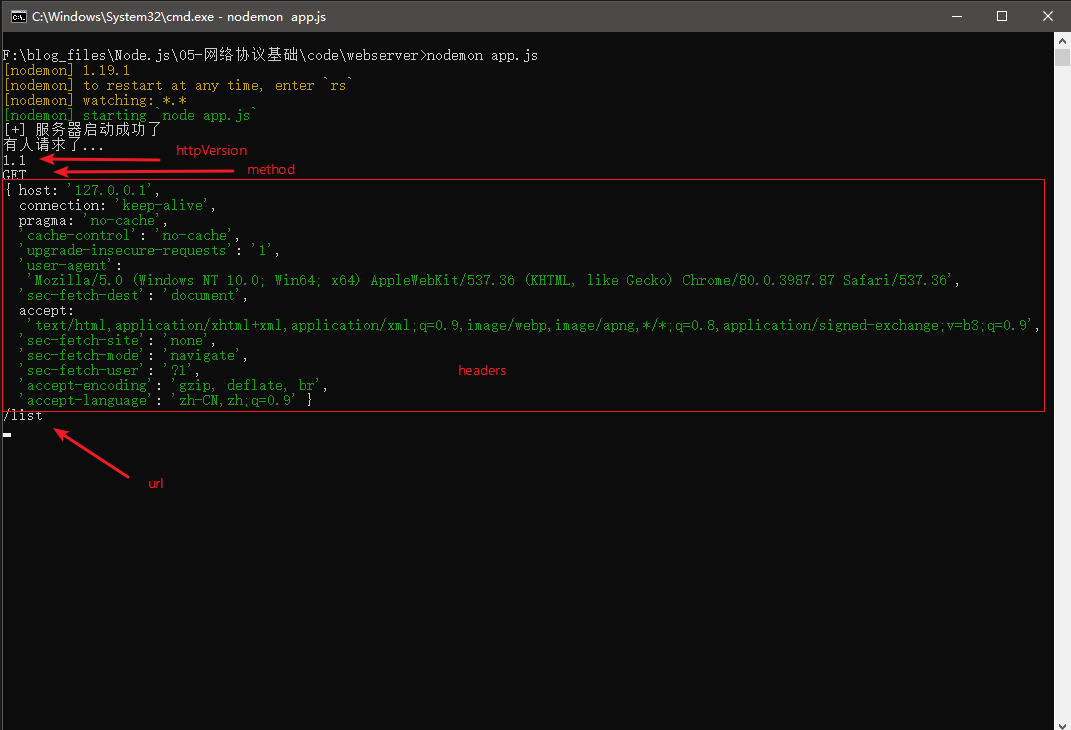 C:\Windows\System32\cmd.exe - nodemon  app.js
F:\blog_files\Node.js\05-网络协议基础\code\webserver>nodemon app.js
[nodemon] 1.19.1
[nodemon] to restart at any time, enter `rs`
[nodemon] watching: *.*
[nodemon] starting `node app.js`
[+] 服务器启动成功了
有人请求了...
httpVersion
1.1
method
GET
{ host: '127.0.0.1',
  connection: 'keep-alive',
  pragma: 'no-cache',
  'cache-control': 'no-cache',
  'upgrade-insecure-requests': '1',
  'user-agent':
   'Mozilla/5.0 (Windows NT 10.0; Win64; x64) AppleWebKit/537.36 (KHTML, like Gecko) Chrome/80.0.3987.87 Safari/537.36',
  'sec-fetch-dest': 'document',
  accept:
   'text/html,application/xhtml+xml,application/xml;q=0.9,image/webp,image/apng,*/*;q=0.8,application/signed-exchange;v=b3;q=0.9',
  'sec-fetch-site': 'none',
  'sec-fetch-mode': 'navigate',
  'sec-fetch-user': '?1',
headers
  'accept-encoding': 'gzip, deflate, br',
  'accept-language': 'zh-CN,zh;q=0.9' }
/list
url